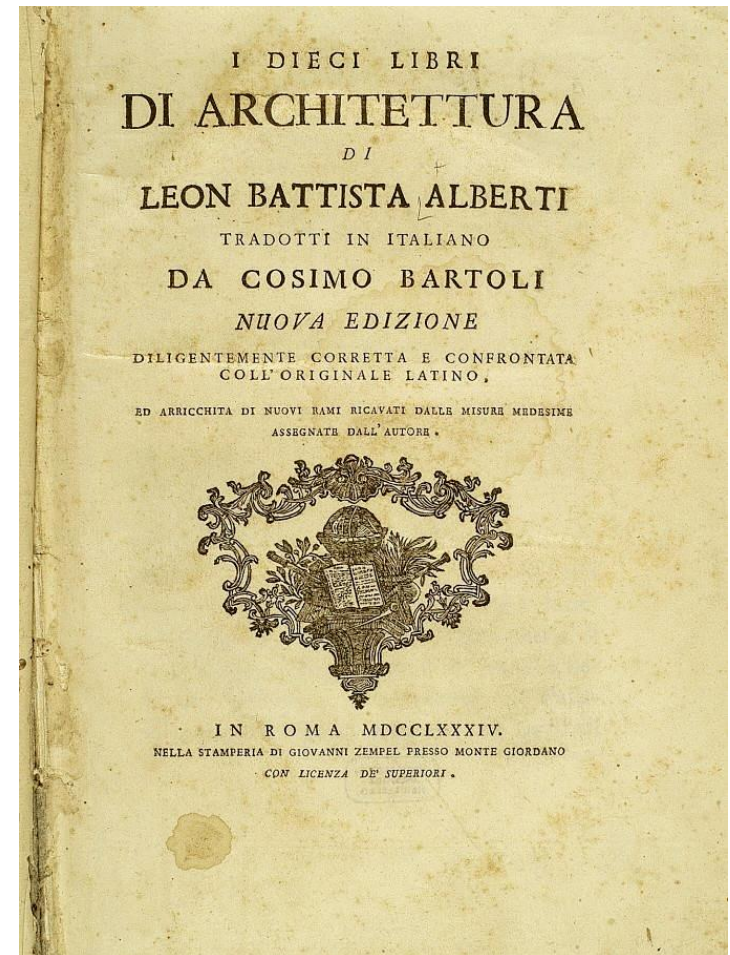 I DIECI LIBRI
DI ARCHITETTURA
DI
LEON BATTISTA ALBERTI
TRADOTTI IN ITALIANO
DA COSIMO BARTOLI
NUOVA EDIZIONE
DILIGENTEMENTE CORRETTA E CONFRONTATA
COLL' ORIGINALE LATINO,
ED ARRICCHITA DI NUOVI RAMI RICAVATI DALLE MISURE MEDESIME
ASSEGNATE DALL' AUTORE.
IN ROMA MDCCLXXXIV.
NELLA STAMPERIA DI GIOVANNI ZEMPEL PRESSO MONTE GIORDANO
CON LICENZA DE' SUPERIORI.